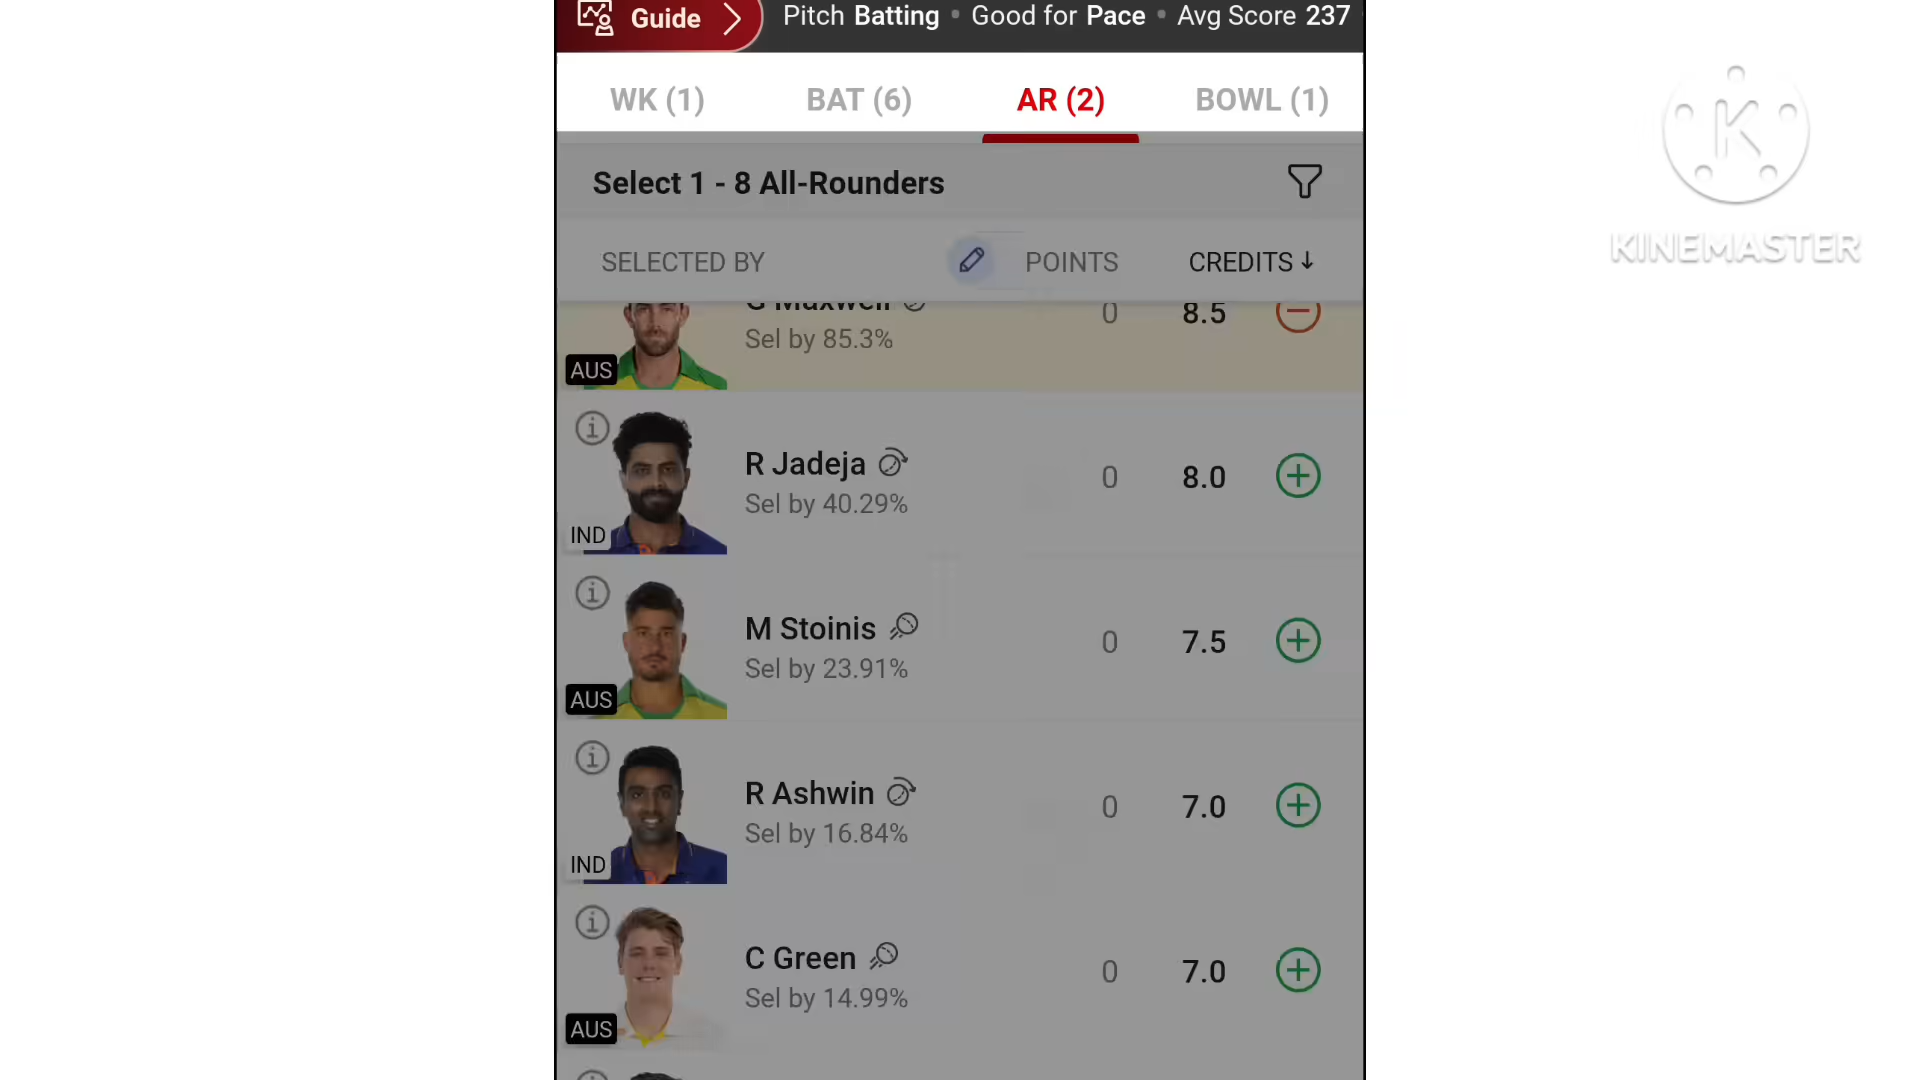 Guide
Pitch Batting • Good for Pace • Avg Score 237
WK (1) BAT (6) AR (2) BOWL (1)
Select 1 - 8 All-Rounders
SELECTED BY POINTS CREDITS ↓
G Maxwell
Sel by 85.3% 0 8.5
AUS
R Jadeja
Sel by 40.29% 0 8.0
IND
M Stoinis
Sel by 23.91% 0 7.5
AUS
R Ashwin
Sel by 16.84% 0 7.0
IND
C Green
Sel by 14.99% 0 7.0
AUS
K
KINEMASTER